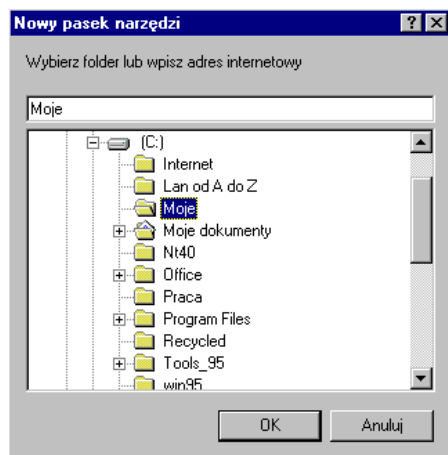 Nowy pasek narzędzi
Wybierz folder lub wpisz adres internetowy
Moje
(C:)
Internet
Lan od A do Z
Moje
Moje dokumenty
Nt40
Office
Praca
Program Files
Recycled
Tools_95
win95
OK Anuluj